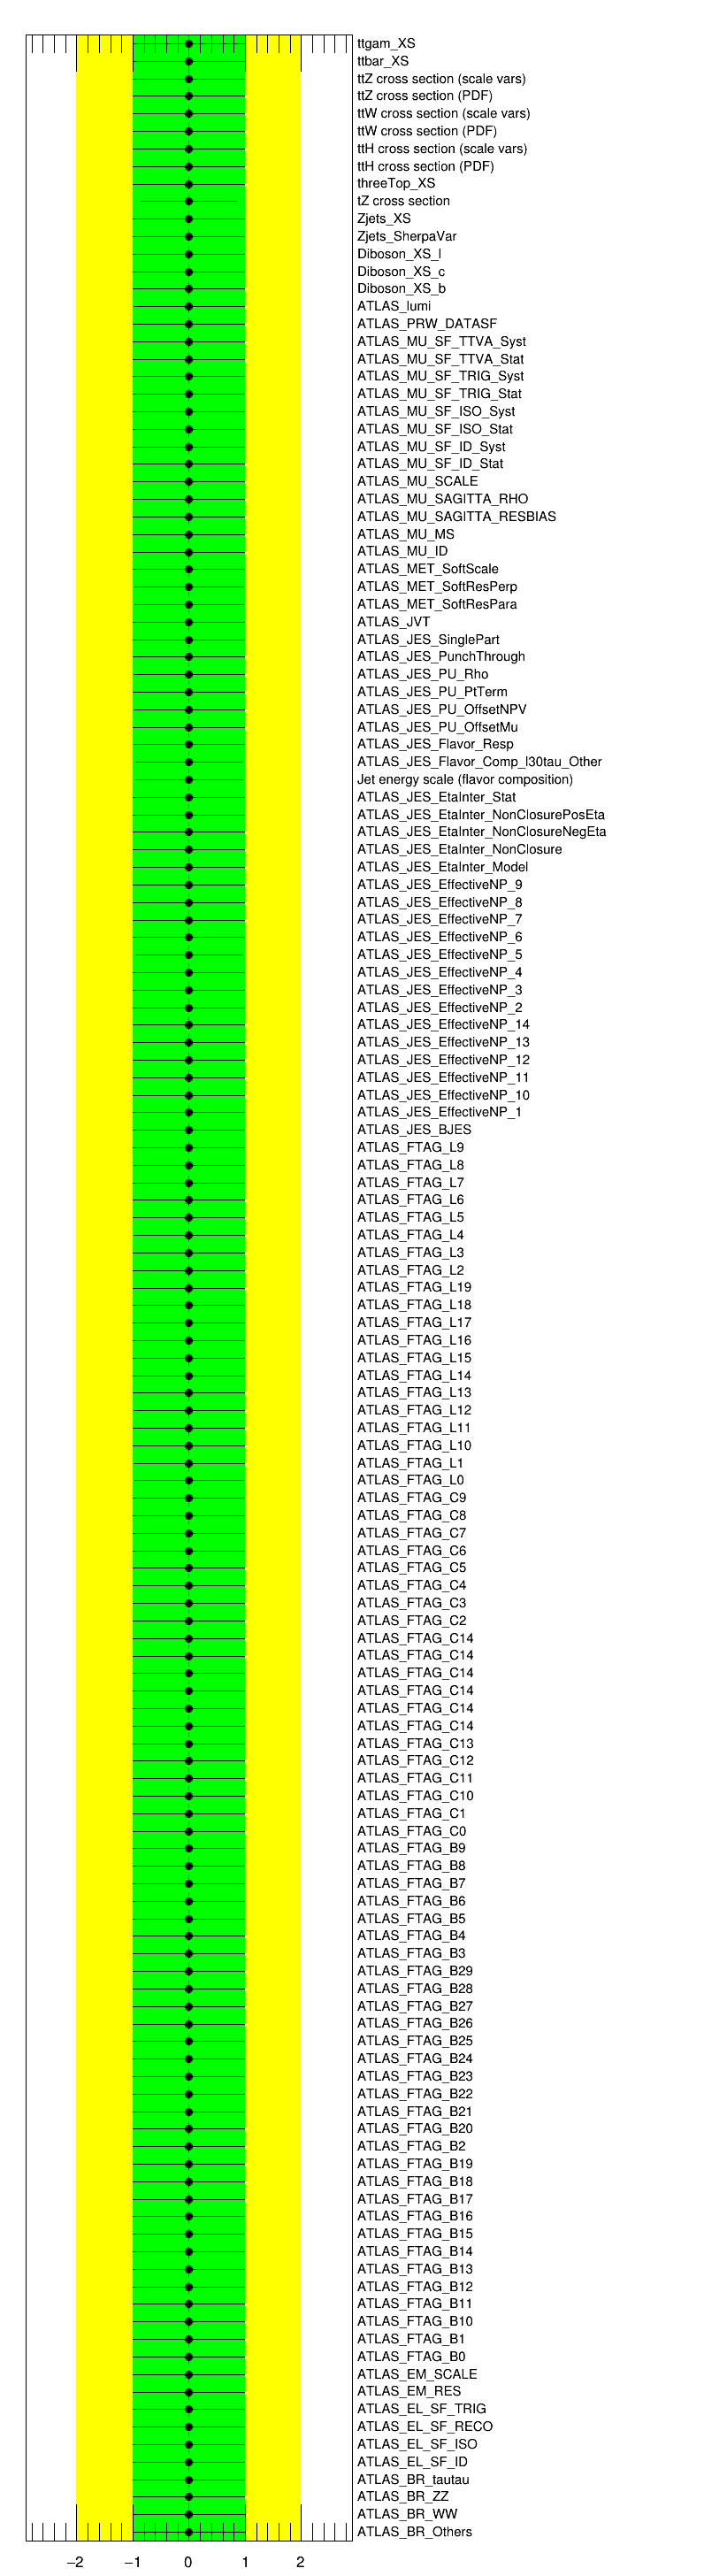 ttgam_XS
ttbar_XS
ttZ cross section (scale vars)
ttZ cross section (PDF)
ttW cross section (scale vars)
ttW cross section (PDF)
ttH cross section (scale vars)
ttH cross section (PDF)
threeTop_XS
tZ cross section
Zjets_XS
Zjets_SherpaVar
Diboson_XS_l
Diboson_XS_c
Diboson_XS_b
ATLAS_lumi
ATLAS_PRW_DATASF
ATLAS_MU_SF_TTVA_Syst
ATLAS_MU_SF_TTVA_Stat
ATLAS_MU_SF_TRIG_Syst
ATLAS_MU_SF_TRIG_Stat
ATLAS_MU_SF_ISO_Syst
ATLAS_MU_SF_ISO_Stat
ATLAS_MU_SF_ID_Syst
ATLAS_MU_SF_ID_Stat
ATLAS_MU_SCALE
ATLAS_MU_SAGITTA_RHO
ATLAS_MU_SAGITTA_RESBIAS
ATLAS_MU_MS
ATLAS_MU_ID
ATLAS_MET_SoftScale
ATLAS_MET_SoftResPerp
ATLAS_MET_SoftResPara
ATLAS_JVT
ATLAS_JES_SinglePart
ATLAS_JES_PunchThrough
ATLAS_JES_PU_Rho
ATLAS_JES_PU_PtTerm
ATLAS_JES_PU_OffsetNPV
ATLAS_JES_PU_OffsetMu
ATLAS_JES_Flavor_Resp
ATLAS_JES_Flavor_Comp_l30tau_Other
Jet energy scale (flavor composition)
ATLAS_JES_EtaInter_Stat
ATLAS_JES_EtaInter_NonClosurePosEta
ATLAS_JES_EtaInter_NonClosureNegEta
ATLAS_JES_EtaInter_NonClosure
ATLAS_JES_EtaInter_Model
ATLAS_JES_EffectiveNP_9
ATLAS_JES_EffectiveNP_8
ATLAS_JES_EffectiveNP_7
ATLAS_JES_EffectiveNP_6
ATLAS_JES_EffectiveNP_5
ATLAS_JES_EffectiveNP_4
ATLAS_JES_EffectiveNP_3
ATLAS_JES_EffectiveNP_2
ATLAS_JES_EffectiveNP_14
ATLAS_JES_EffectiveNP_13
ATLAS_JES_EffectiveNP_12
ATLAS_JES_EffectiveNP_11
ATLAS_JES_EffectiveNP_10
ATLAS_JES_EffectiveNP_1
ATLAS_JES_BJES
ATLAS_FTAG_L9
ATLAS_FTAG_L8
ATLAS_FTAG_L7
ATLAS_FTAG_L6
ATLAS_FTAG_L5
ATLAS_FTAG_L4
ATLAS_FTAG_L3
ATLAS_FTAG_L2
ATLAS_FTAG_L19
ATLAS_FTAG_L18
ATLAS_FTAG_L17
ATLAS_FTAG_L16
ATLAS_FTAG_L15
ATLAS_FTAG_L14
ATLAS_FTAG_L13
ATLAS_FTAG_L12
ATLAS_FTAG_L11
ATLAS_FTAG_L10
ATLAS_FTAG_L1
ATLAS_FTAG_L0
ATLAS_FTAG_C9
ATLAS_FTAG_C8
ATLAS_FTAG_C7
ATLAS_FTAG_C6
ATLAS_FTAG_C5
ATLAS_FTAG_C4
ATLAS_FTAG_C3
ATLAS_FTAG_C2
ATLAS_FTAG_C14
ATLAS_FTAG_C14
ATLAS_FTAG_C14
ATLAS_FTAG_C14
ATLAS_FTAG_C14
ATLAS_FTAG_C14
ATLAS_FTAG_C13
ATLAS_FTAG_C12
ATLAS_FTAG_C11
ATLAS_FTAG_C10
ATLAS_FTAG_C1
ATLAS_FTAG_C0
ATLAS_FTAG_B9
ATLAS_FTAG_B8
ATLAS_FTAG_B7
ATLAS_FTAG_B6
ATLAS_FTAG_B5
ATLAS_FTAG_B4
ATLAS_FTAG_B3
ATLAS_FTAG_B29
ATLAS_FTAG_B28
ATLAS_FTAG_B27
ATLAS_FTAG_B26
ATLAS_FTAG_B25
ATLAS_FTAG_B24
ATLAS_FTAG_B23
ATLAS_FTAG_B22
ATLAS_FTAG_B21
ATLAS_FTAG_B20
ATLAS_FTAG_B2
ATLAS_FTAG_B19
ATLAS_FTAG_B18
ATLAS_FTAG_B17
ATLAS_FTAG_B16
ATLAS_FTAG_B15
ATLAS_FTAG_B14
ATLAS_FTAG_B13
ATLAS_FTAG_B12
ATLAS_FTAG_B11
ATLAS_FTAG_B10
ATLAS_FTAG_B1
ATLAS_FTAG_B0
ATLAS_EM_SCALE
ATLAS_EM_RES
ATLAS_EL_SF_TRIG
ATLAS_EL_SF_RECO
ATLAS_EL_SF_ISO
ATLAS_EL_SF_ID
ATLAS_BR_tautau
ATLAS_BR_ZZ
ATLAS_BR_WW
ATLAS_BR_Others
−2 −1 0 1 2